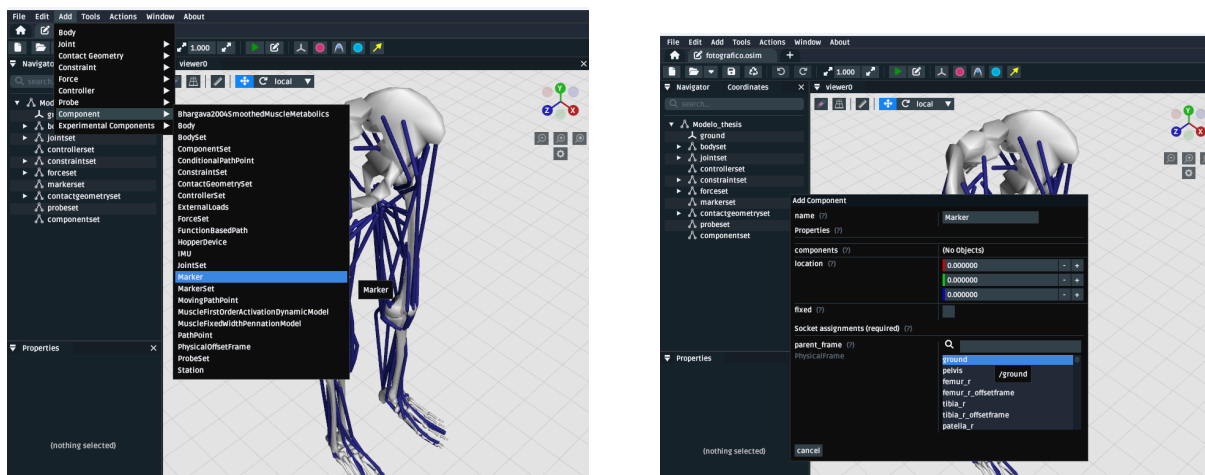 File Edit Add Tools Actions Window About
Body
Joint
Contact Geometry
Constraint
Force
Controller
Probe
Component
Experimental Components
1.000
viewer0
local
search...
jointset
controllerset
constraintset
forceset
markerset
contactgeometryset
probeset
componentset
Bhargava2004SmoothedMuscleMetabolics
Body
BodySet
ComponentSet
ConditionalPathPoint
ConstraintSet
ContactGeometrySet
ControllerSet
ExternalLoads
ForceSet
FunctionBasedPath
HopperDevice
IMU
JointSet
Marker
MarkerSet
MovingPathPoint
MuscleFirstOrderActivationDynamicModel
MuscleFixedWidthPennationModel
PathPoint
PhysicalOffsetFrame
ProbeSet
Station
Marker
Y
Z
X
Properties
(nothing selected)
File Edit Add Tools Actions Window About
fotografico.osim
1.000
Navigator Coordinates
viewer0
search...
local
Modelo_thesis
ground
bodyset
jointset
controllerset
constraintset
forceset
markerset
contactgeometryset
probeset
componentset
Y
Z
X
Add Component
name (?) Marker
Properties (?)
components (?) (No Objects)
location (?) 0.000000 - +
0.000000 - +
0.000000 - +
fixed (?)
Socket assignments (required) (?)
parent_frame (?)
PhysicalFrame
ground
pelvis
/ground
femur_r
femur_r_offsetframe
tibia_r
tibia_r_offsetframe
patella_r
cancel
Properties
(nothing selected)